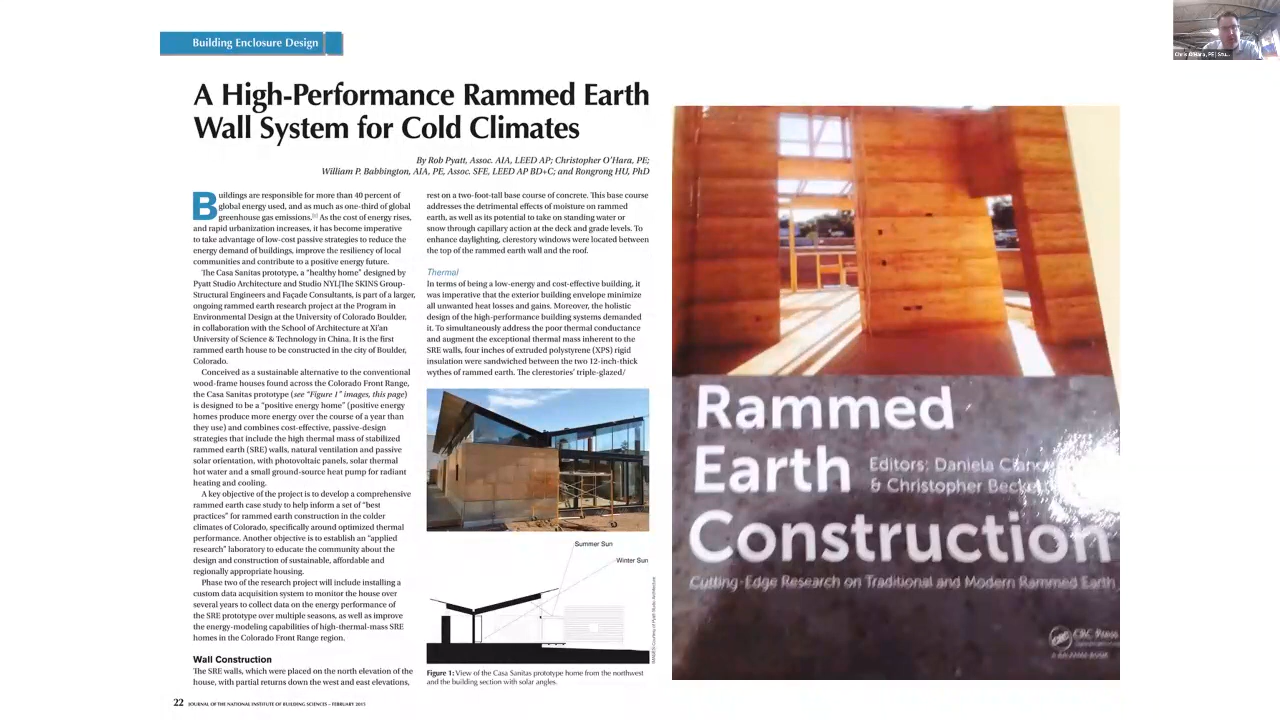 Building Enclosure Design
A High-Performance Rammed Earth
Wall System for Cold Climates
By Rob Pyatt, Assoc. AIA, LEED AP; Christopher O'Hara, PE;
William P. Babbington, AIA, PE, Assoc. SFE, LEED AP BD+C; and Rongrong HU, PhD
Buildings are responsible for more than 40 percent of
global energy used, and as much as one-third of global
greenhouse gas emissions. As the cost of energy rises,
and rapid urbanization increases, it has become imperative
to take advantage of low-cost passive strategies to reduce the
energy demand of buildings, improve the resiliency of local
communities and contribute to a positive energy future.
The Casa Sanitas prototype, a "healthy home" designed by
Pyatt Studio Architecture and Studio NYL|The SKINS Group-
Structural Engineers and Façade Consultants, is part of a larger,
ongoing rammed earth research project at the Program in
Environmental Design at the University of Colorado Boulder,
in collaboration with the School of Architecture at Xi'an
University of Science & Technology in China. It is the first
rammed earth house to be constructed in the city of Boulder,
Colorado.
Conceived as a sustainable alternative to the conventional
wood-frame houses found across the Colorado Front Range,
the Casa Sanitas prototype (see "Figure 1" images, this page)
is designed to be a "positive energy home" (positive energy
homes produce more energy over the course of a year than
they use) and combines cost-effective, passive-design
strategies that include the high thermal mass of stabilized
rammed earth (SRE) walls, natural ventilation and passive
solar orientation, with photovoltaic panels, solar thermal
hot water and a small ground-source heat pump for radiant
heating and cooling.
A key objective of the project is to develop a comprehensive
rammed earth case study to help inform a set of "best
practices" for rammed earth construction in the colder
climates of Colorado, specifically around optimized thermal
performance. Another objective is to establish an "applied
research" laboratory to educate the community about the
design and construction of sustainable, affordable and
regionally appropriate housing.
Phase two of the research project will include installing a
custom data acquisition system to monitor the house over
several years to collect data on the energy performance of
the SRE prototype over multiple seasons, as well as improve
the energy-modeling capabilities of high-thermal-mass SRE
homes in the Colorado Front Range region.
Wall Construction
The SRE walls, which were placed on the north elevation of the
house, with partial returns down the west and east elevations,
rest on a two-foot-tall base course of concrete. This base course
addresses the detrimental effects of moisture on rammed
earth, as well as its potential to take on standing water or
snow through capillary action at the deck and grade levels. To
enhance daylighting, clerestory windows were located between
the top of the rammed earth wall and the roof.
Thermal
In terms of being a low-energy and cost-effective building, it
was imperative that the exterior building envelope minimize
all unwanted heat losses and gains. Moreover, the holistic
design of the high-performance building systems demanded
it. To simultaneously address the poor thermal conductance
and augment the exceptional thermal mass inherent to the
SRE walls, four inches of extruded polystyrene (XPS) rigid
insulation were sandwiched between the two 12-inch-thick
wythes of rammed earth. The clerestories' triple-glazed/
Summer Sun
Winter Sun
IMAGES Courtesy of Pyatt Studio Architecture
Figure 1: View of the Casa Sanitas prototype home from the northwest
and the building section with solar angles.
22 JOURNAL OF THE NATIONAL INSTITUTE OF BUILDING SCIENCES – FEBRUARY 2015
Rammed
Earth
Editors: Daniela
& Christopher
Construction
Cutting-Edge Research on Traditional and Modern Rammed Earth
CRC Press
Chris O'Hara, PE | Stu...